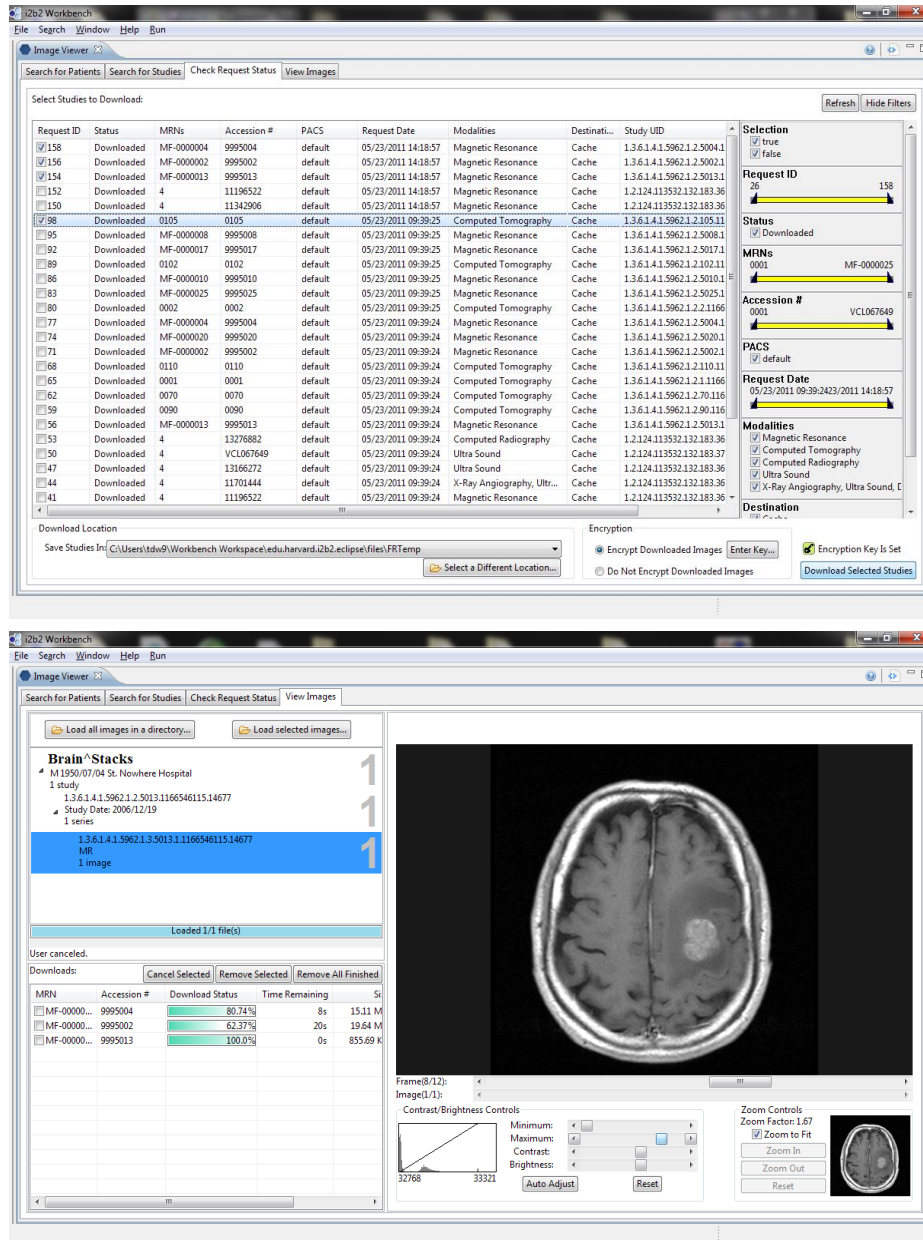 i2b2 Workbench
File Search Window Help Run
Image Viewer
Search for Patients Search for Studies Check Request Status View Images
Select Studies to Download:
Refresh Hide Filters
Request ID Status MRNs Accession # PACS Request Date Modalities Destinati... Study UID
158 Downloaded MF-0000004 9995004 default 05/23/2011 14:18:57 Magnetic Resonance Cache 1.3.6.1.4.1.5962.1.2.5004.1
156 Downloaded MF-0000002 9995002 default 05/23/2011 14:18:57 Magnetic Resonance Cache 1.3.6.1.4.1.5962.1.2.5002.1
154 Downloaded MF-0000013 9995013 default 05/23/2011 14:18:57 Magnetic Resonance Cache 1.3.6.1.4.1.5962.1.2.5013.1
152 Downloaded 4 11196522 default 05/23/2011 14:18:57 Magnetic Resonance Cache 1.2.124.113532.132.183.36
150 Downloaded 4 11342906 default 05/23/2011 14:18:57 Magnetic Resonance Cache 1.2.124.113532.132.183.36
98 Downloaded 0105 0105 default 05/23/2011 09:39:25 Computed Tomography Cache 1.3.6.1.4.1.5962.1.2.105.11
95 Downloaded MF-0000008 9995008 default 05/23/2011 09:39:25 Magnetic Resonance Cache 1.3.6.1.4.1.5962.1.2.5008.1
92 Downloaded MF-0000017 9995017 default 05/23/2011 09:39:25 Magnetic Resonance Cache 1.3.6.1.4.1.5962.1.2.5017.1
89 Downloaded 0102 0102 default 05/23/2011 09:39:25 Computed Tomography Cache 1.3.6.1.4.1.5962.1.2.102.11
86 Downloaded MF-0000010 9995010 default 05/23/2011 09:39:25 Magnetic Resonance Cache 1.3.6.1.4.1.5962.1.2.5010.1
83 Downloaded MF-0000025 9995025 default 05/23/2011 09:39:25 Magnetic Resonance Cache 1.3.6.1.4.1.5962.1.2.5025.1
80 Downloaded 0002 0002 default 05/23/2011 09:39:25 Computed Tomography Cache 1.3.6.1.4.1.5962.1.2.2.1166
77 Downloaded MF-0000004 9995004 default 05/23/2011 09:39:24 Magnetic Resonance Cache 1.3.6.1.4.1.5962.1.2.5004.1
74 Downloaded MF-0000020 9995020 default 05/23/2011 09:39:24 Magnetic Resonance Cache 1.3.6.1.4.1.5962.1.2.5020.1
71 Downloaded MF-0000002 9995002 default 05/23/2011 09:39:24 Magnetic Resonance Cache 1.3.6.1.4.1.5962.1.2.5002.1
68 Downloaded 0110 0110 default 05/23/2011 09:39:24 Computed Tomography Cache 1.3.6.1.4.1.5962.1.2.110.11
65 Downloaded 0001 0001 default 05/23/2011 09:39:24 Computed Tomography Cache 1.3.6.1.4.1.5962.1.2.1.1166
62 Downloaded 0070 0070 default 05/23/2011 09:39:24 Computed Tomography Cache 1.3.6.1.4.1.5962.1.2.70.116
59 Downloaded 0090 0090 default 05/23/2011 09:39:24 Computed Tomography Cache 1.3.6.1.4.1.5962.1.2.90.116
56 Downloaded MF-0000013 9995013 default 05/23/2011 09:39:24 Magnetic Resonance Cache 1.3.6.1.4.1.5962.1.2.5013.1
53 Downloaded 4 13276882 default 05/23/2011 09:39:24 Computed Radiography Cache 1.2.124.113532.132.183.36
50 Downloaded 4 VCL067649 default 05/23/2011 09:39:24 Ultra Sound Cache 1.2.124.113532.132.183.37
47 Downloaded 4 13166272 default 05/23/2011 09:39:24 Ultra Sound Cache 1.2.124.113532.132.183.36
44 Downloaded 4 11701444 default 05/23/2011 09:39:24 X-Ray Angiography, Ultr... Cache 1.2.124.113532.132.183.36
41 Downloaded 4 11196522 default 05/23/2011 09:39:24 Magnetic Resonance Cache 1.2.124.113532.132.183.36
Selection
true
false
Request ID
26 158
Status
Downloaded
MRNs
0001 MF-0000025
Accession #
0001 VCL067649
PACS
default
Request Date
05/23/2011 09:39:2423/2011 14:18:57
Modalities
Magnetic Resonance
Computed Tomography
Computed Radiography
Ultra Sound
X-Ray Angiography, Ultra Sound, D
Destination
Download Location
Save Studies In: C:\Users\tdw9\Workbench Workspace\edu.harvard.i2b2.eclipse\files\FRTemp
Select a Different Location...
Encryption
Encrypt Downloaded Images Enter Key... Encryption Key Is Set
Do Not Encrypt Downloaded Images Download Selected Studies
i2b2 Workbench
File Search Window Help Run
Image Viewer
Search for Patients Search for Studies Check Request Status View Images
Load all images in a directory... Load selected images...
Brain^Stacks
M 1950/07/04 St. Nowhere Hospital 1
1 study
1.3.6.1.4.1.5962.1.2.5013.1166546115.14677
Study Date: 2006/12/19 1
1 series
1.3.6.1.4.1.5962.1.3.5013.1.1166546115.14677
MR 1
1 image
Loaded 1/1 file(s)
User canceled.
Downloads: Cancel Selected Remove Selected Remove All Finished
MRN Accession # Download Status Time Remaining Si
MF-00000... 9995004 80.74% 8s 15.11 M
MF-00000... 9995002 62.37% 20s 19.64 M
MF-00000... 9995013 100.0% 0s 855.69 K
Frame(8/12):
Image(1/1):
Contrast/Brightness Controls
Minimum:
Maximum:
Contrast:
Brightness:
32768 33321
Auto Adjust Reset
Zoom Controls
Zoom Factor: 1.67
Zoom to Fit
Zoom In
Zoom Out
Reset